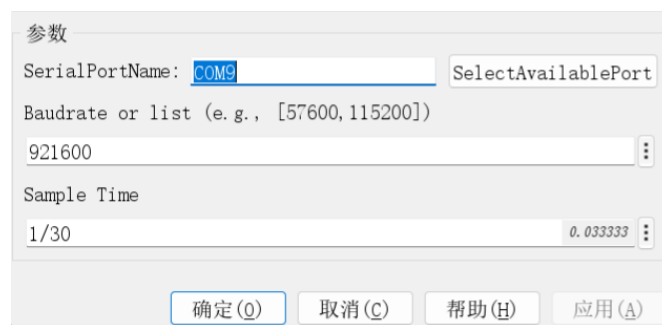 参数
SerialPortName: COM9 SelectAvailablePort
Baudrate or list (e.g., [57600,115200])
921600
Sample Time
1/30 0.033333
确定(O) 取消(C) 帮助(H) 应用(A)